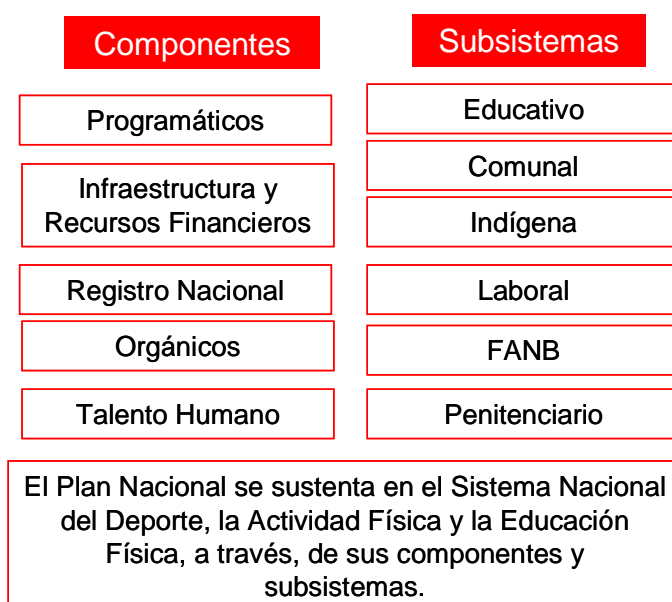 Componentes
Programáticos
Infraestructura y
Recursos Financieros
Registro Nacional
Orgánicos
Talento Humano
Subsistemas
Educativo
Comunal
Indígena
Laboral
FANB
Penitenciario
El Plan Nacional se sustenta en el Sistema Nacional
del Deporte, la Actividad Física y la Educación
Física, a través, de sus componentes y
subsistemas.